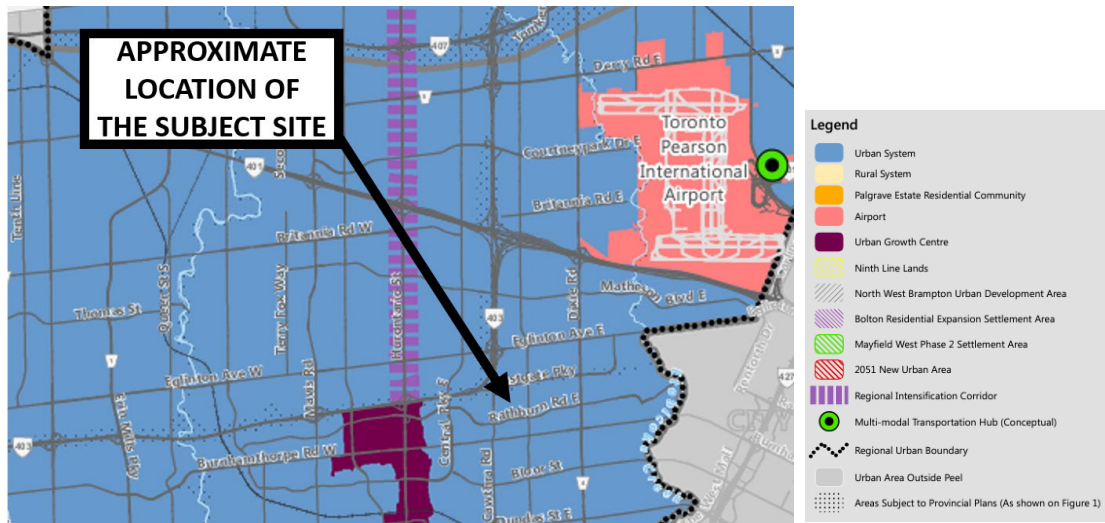 APPROXIMATE
LOCATION OF
THE SUBJECT SITE
407
Derry Rd E
5
Toronto
Pearson
International
Airport
Courtneypark Dr E
401
Tenth Line
Britannia Rd E
Britannia Rd W
Queen St S
Terry Fox Way
Hurontario St
Dixie Rd
Matheson Blvd E
Thomas St
403
Eglinton Ave E
1
Mavis Rd
Eglinton Ave W
Rathburn Rd E
427
Erin Mills Pky
403
Burnhamthorpe Rd W
Central Pky E
Cawthra Rd
Bloor St
4
Dundas St E
Legend
Urban System
Rural System
Palgrave Estate Residential Community
Airport
Urban Growth Centre
Ninth Line Lands
North West Brampton Urban Development Area
Bolton Residential Expansion Settlement Area
Mayfield West Phase 2 Settlement Area
2051 New Urban Area
Regional Intensification Corridor
Multi-modal Transportation Hub (Conceptual)
Regional Urban Boundary
Urban Area Outside Peel
Areas Subject to Provincial Plans (As shown on Figure 1)